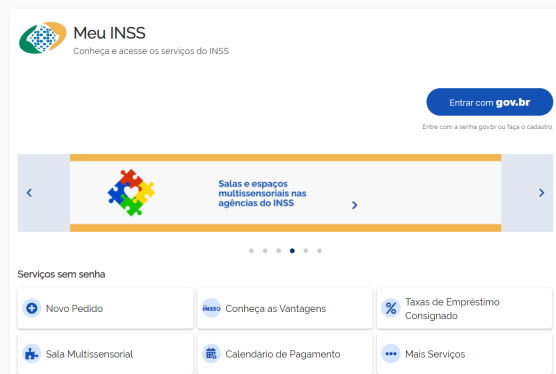 Meu INSS
Conheça e acesse os serviços do INSS
Entrar com gov.br
Entre com a senha gov.br ou faça o cadastro.
Salas e espaços
multissensoriais nas
agências do INSS
Serviços sem senha
Novo Pedido
INSSO
Conheça as Vantagens
Taxas de Empréstimo
Consignado
Sala Multissensorial
Calendário de Pagamento
Mais Serviços